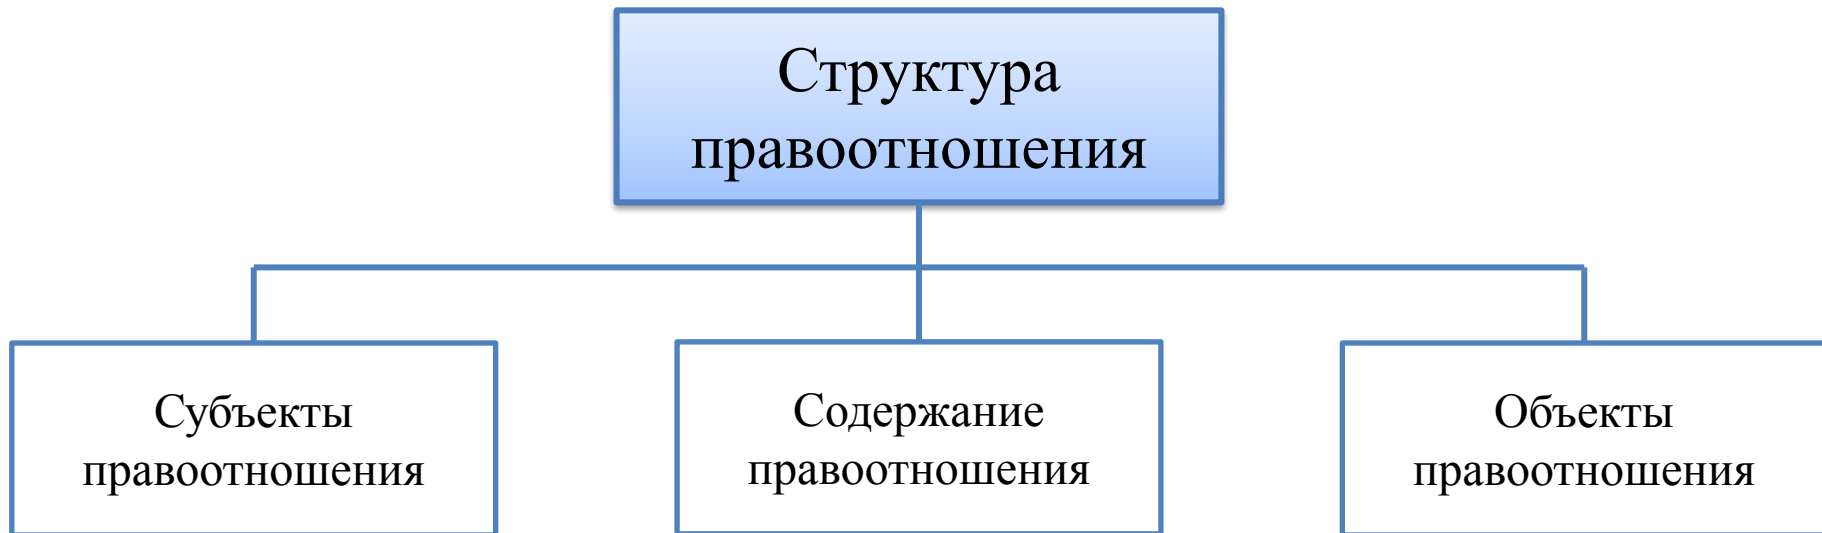 Структура
правоотношения
Субъекты
правоотношения
Содержание
правоотношения
Объекты
правоотношения